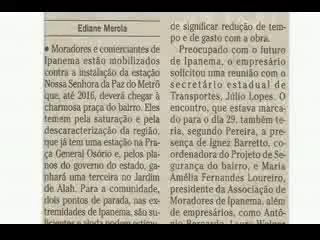 Ediane Merola
• Moradores e comerciantes de
Ipanema estão mobilizados
contra a instalação da estação
Nossa Senhora da Paz do Metrô
que, até 2016, deverá chegar à
charmosa praça do bairro. Eles
temem pela saturação e pela
descaracterização da região,
que já tem uma estação na Pra-
ça General Osório e, pelos pla-
nos do governo do estado, ga-
nhará uma terceira no Jardim
de Alah. Para a comunidade,
dois pontos de parada, nas ex-
tremidades de Ipanema, são su-
ficientes e ainda podem
de significar redução de tem-
po e de gasto com a obra.
Preocupado com o futuro
de Ipanema, o empresário
solicitou uma reunião com o
secretário estadual de
Transportes, Júlio Lopes. O
encontro, que estava marca-
do para o dia 29, também te-
ria, segundo Pereira, a pre-
sença de Ignez Barretto, co-
ordenadora do Projeto de Se-
gurança do bairro, e Maria
Amélia Fernandes Loureiro,
presidente da Associação de
Moradores de Ipanema, além
de empresários, como Antô-